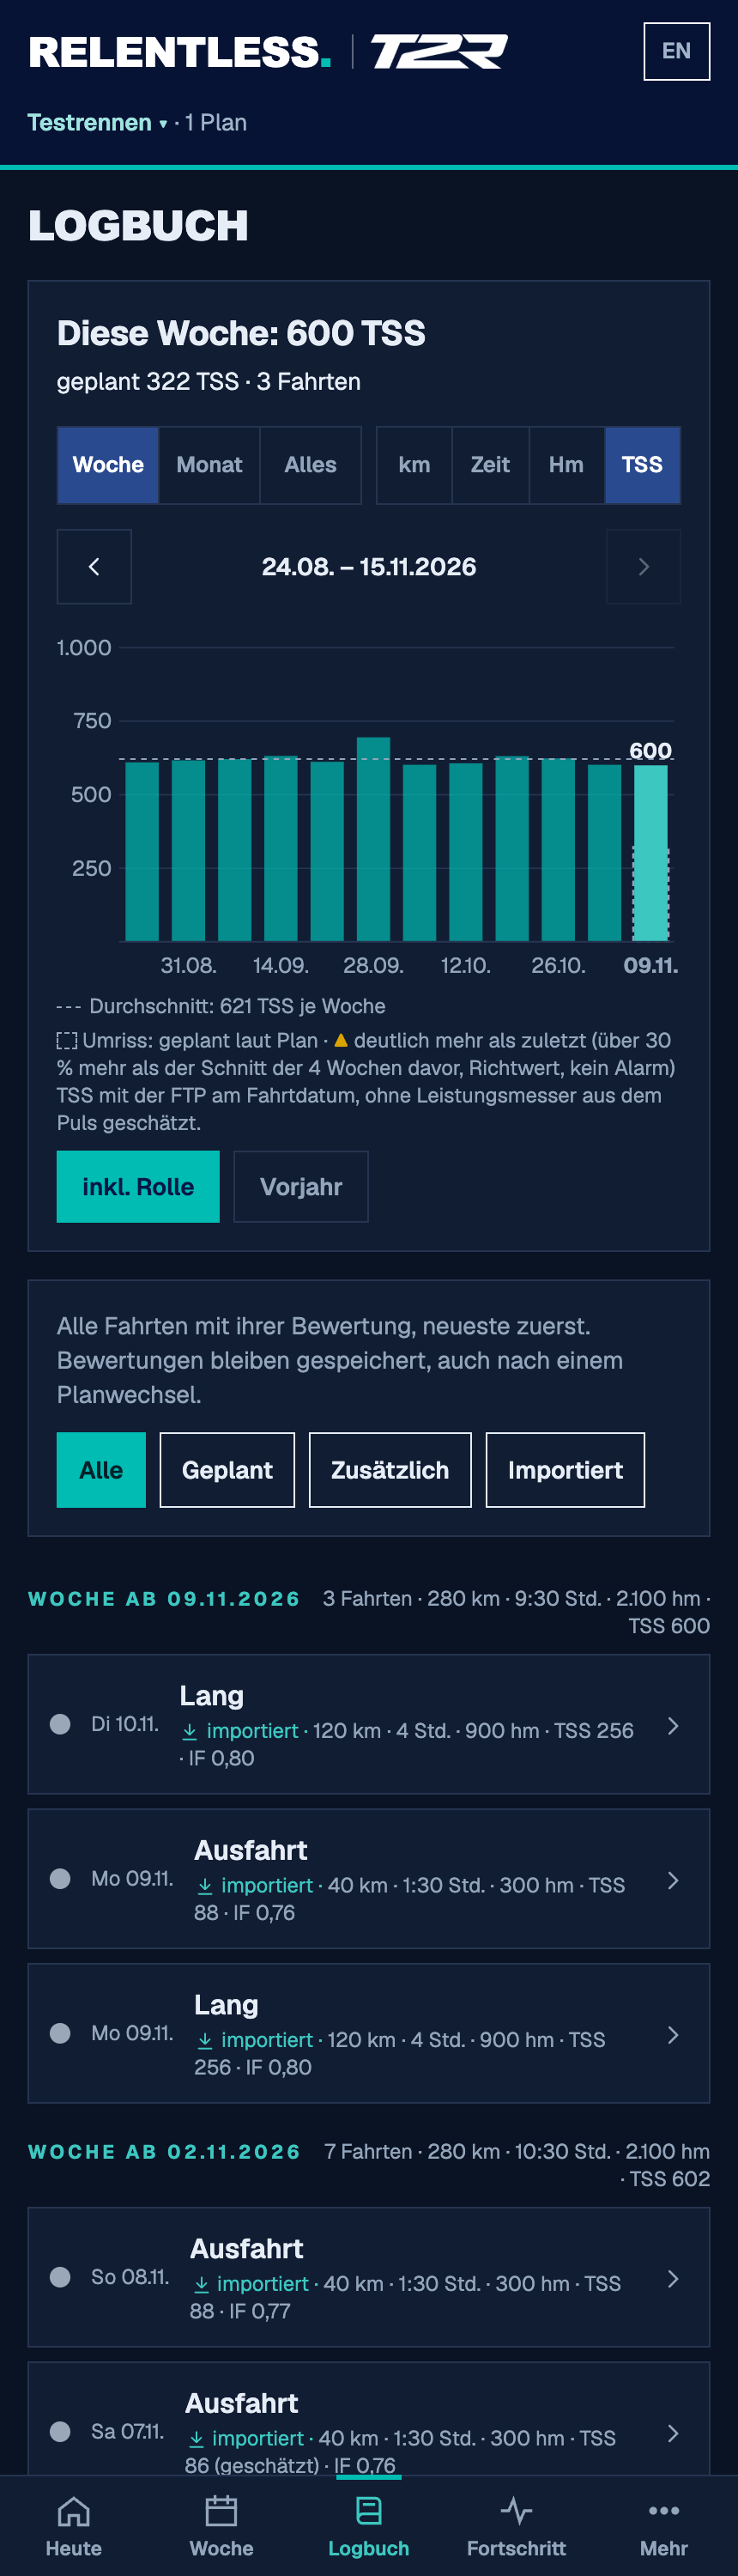 RELENTLESS. | T2R
EN
Testrennen ▾ · 1 Plan
LOGBUCH
Diese Woche: 600 TSS
geplant 322 TSS · 3 Fahrten
Woche Monat Alles km Zeit Hm TSS
24.08. – 15.11.2026
1.000
750
600
500
250
31.08. 14.09. 28.09. 12.10. 26.10. 09.11.
--- Durchschnitt: 621 TSS je Woche
Umriss: geplant laut Plan · ▲ deutlich mehr als zuletzt (über 30
% mehr als der Schnitt der 4 Wochen davor, Richtwert, kein Alarm)
TSS mit der FTP am Fahrtdatum, ohne Leistungsmesser aus dem
Puls geschätzt.
inkl. Rolle Vorjahr
Alle Fahrten mit ihrer Bewertung, neueste zuerst.
Bewertungen bleiben gespeichert, auch nach einem
Planwechsel.
Alle Geplant Zusätzlich Importiert
WOCHE AB 09.11.2026 3 Fahrten · 280 km · 9:30 Std. · 2.100 hm ·
TSS 600
Lang
Di 10.11. importiert · 120 km · 4 Std. · 900 hm · TSS 256
· IF 0,80
Ausfahrt
Mo 09.11. importiert · 40 km · 1:30 Std. · 300 hm · TSS
88 · IF 0,76
Lang
Mo 09.11. importiert · 120 km · 4 Std. · 900 hm · TSS
256 · IF 0,80
WOCHE AB 02.11.2026 7 Fahrten · 280 km · 10:30 Std. · 2.100 hm
· TSS 602
Ausfahrt
So 08.11. importiert · 40 km · 1:30 Std. · 300 hm · TSS
88 · IF 0,77
Ausfahrt
Sa 07.11. importiert · 40 km · 1:30 Std. · 300 hm · TSS
86 (geschätzt) · IF 0,76
Heute Woche Logbuch Fortschritt Mehr